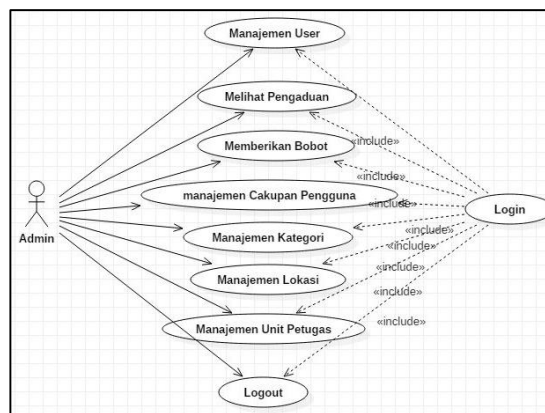 Manajemen User
Melihat Pengaduan
Memberikan Bobot
«include»
«include»
manajemen Cakupan Pengguna
«include»
Login
Admin
Manajemen Kategori
«include»
Manajemen Lokasi
«include»
«include»
Manajemen Unit Petugas
«include»
Logout